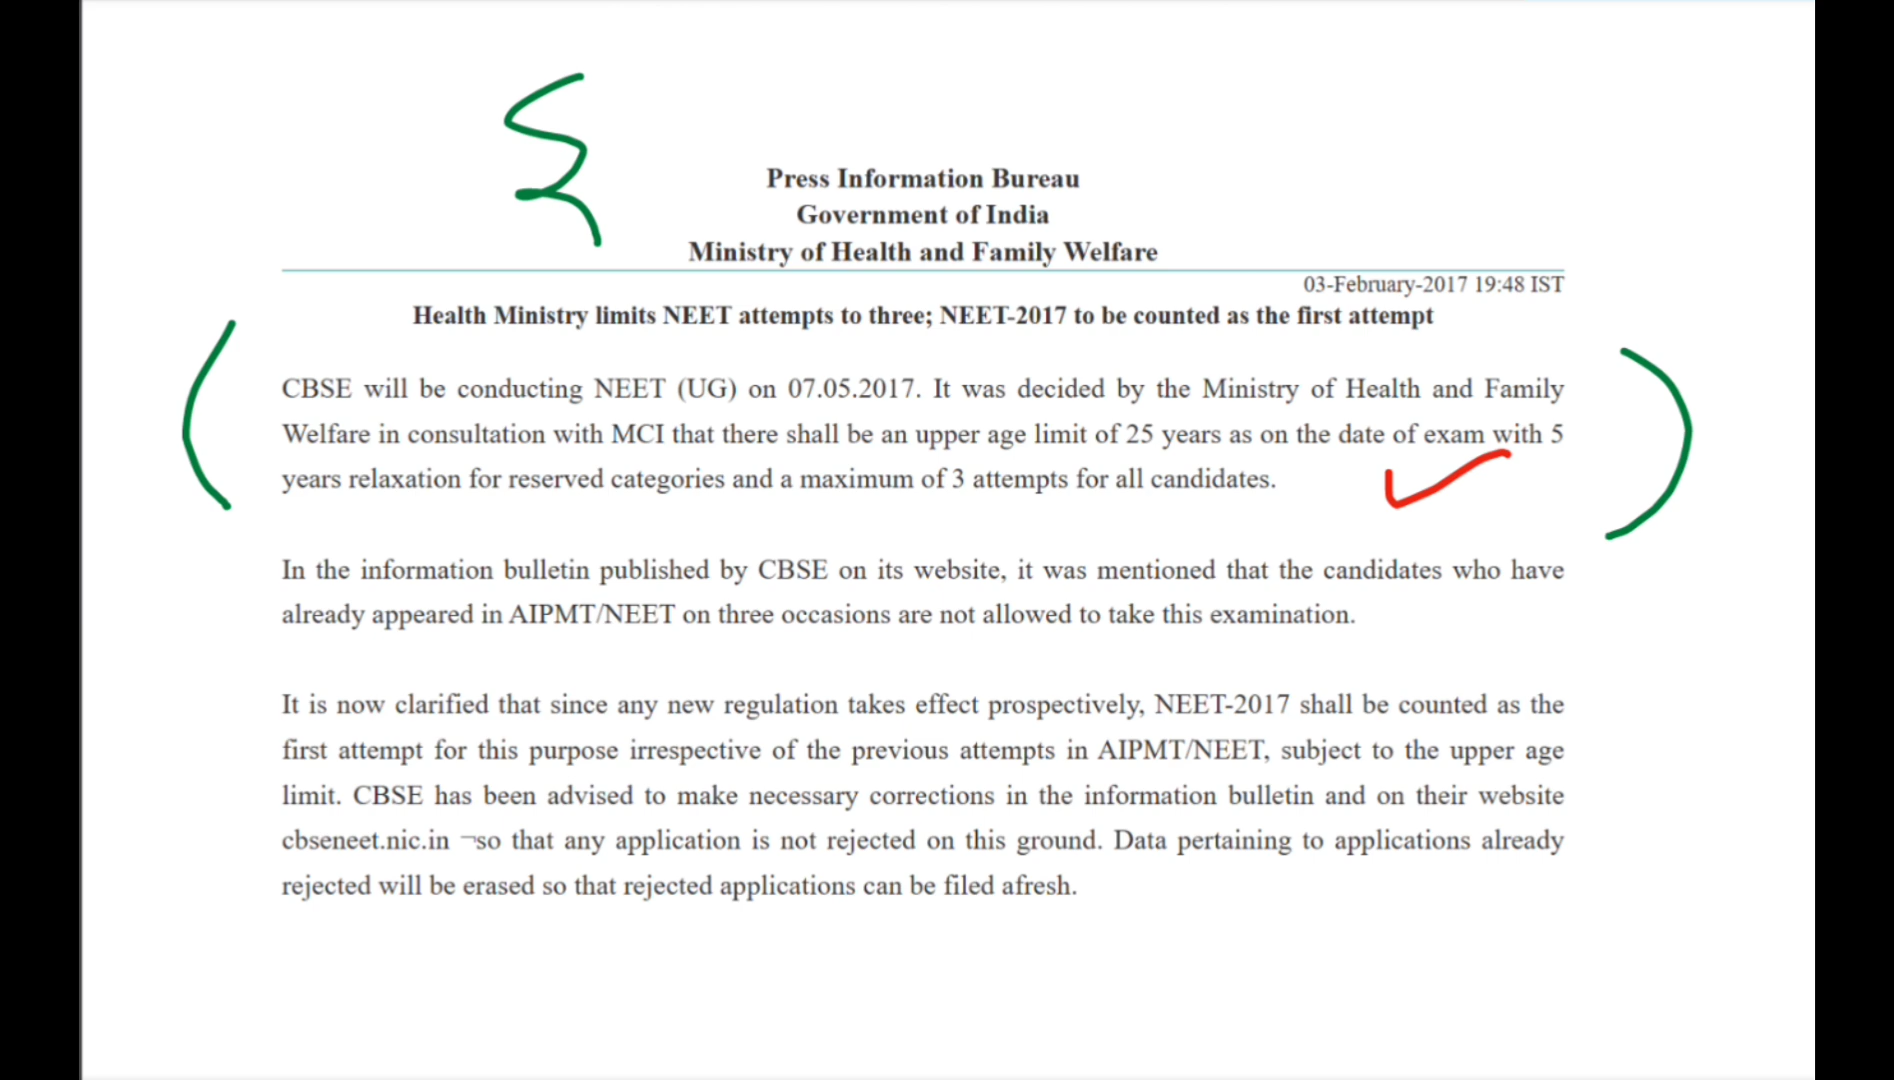 Press Information Bureau
Government of India
Ministry of Health and Family Welfare
03-February-2017 19:48 IST
Health Ministry limits NEET attempts to three; NEET-2017 to be counted as the first attempt
CBSE will be conducting NEET (UG) on 07.05.2017. It was decided by the Ministry of Health and Family
Welfare in consultation with MCI that there shall be an upper age limit of 25 years as on the date of exam with 5
years relaxation for reserved categories and a maximum of 3 attempts for all candidates.
In the information bulletin published by CBSE on its website, it was mentioned that the candidates who have
already appeared in AIPMT/NEET on three occasions are not allowed to take this examination.
It is now clarified that since any new regulation takes effect prospectively, NEET-2017 shall be counted as the
first attempt for this purpose irrespective of the previous attempts in AIPMT/NEET, subject to the upper age
limit. CBSE has been advised to make necessary corrections in the information bulletin and on their website
cbseneet.nic.in ¬so that any application is not rejected on this ground. Data pertaining to applications already
rejected will be erased so that rejected applications can be filed afresh.